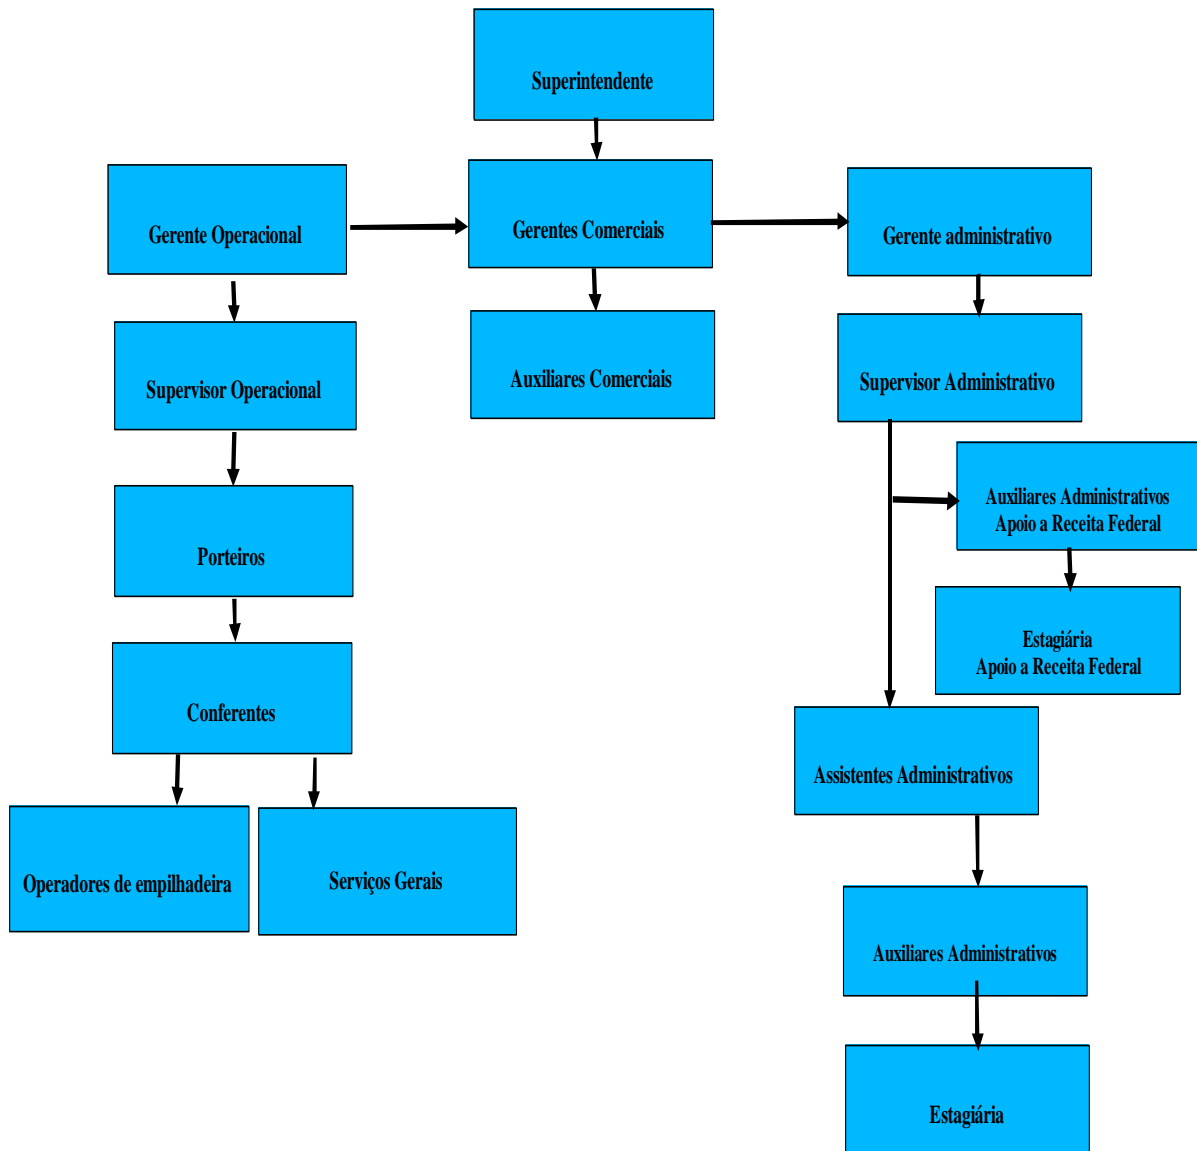 Superintendente
Gerente Operacional
Gerentes Comerciais
Gerente administrativo
Supervisor Operacional
Auxiliares Comerciais
Supervisor Administrativo
Auxiliares Administrativos
Apoio a Receita Federal
Porteiros
Estagiária
Apoio a Receita Federal
Conferentes
Assistentes Administrativos
Operadores de empilhadeira
Serviços Gerais
Auxiliares Administrativos
Estagiária